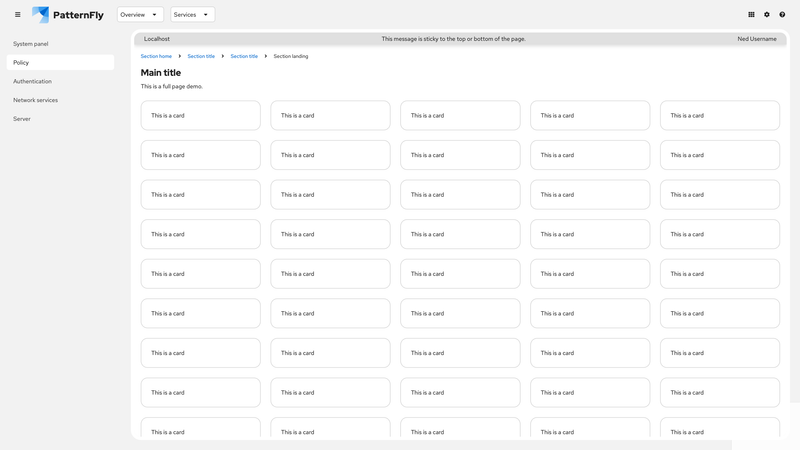 PatternFly Overview Services
System panel
Policy
Authentication
Network services
Server
Localhost This message is sticky to the top or bottom of the page. Ned Username
Section home Section title Section title Section landing
Main title
This is a full page demo.
This is a card This is a card This is a card This is a card This is a card
This is a card This is a card This is a card This is a card This is a card
This is a card This is a card This is a card This is a card This is a card
This is a card This is a card This is a card This is a card This is a card
This is a card This is a card This is a card This is a card This is a card
This is a card This is a card This is a card This is a card This is a card
This is a card This is a card This is a card This is a card This is a card
This is a card This is a card This is a card This is a card This is a card
This is a card This is a card This is a card This is a card This is a card